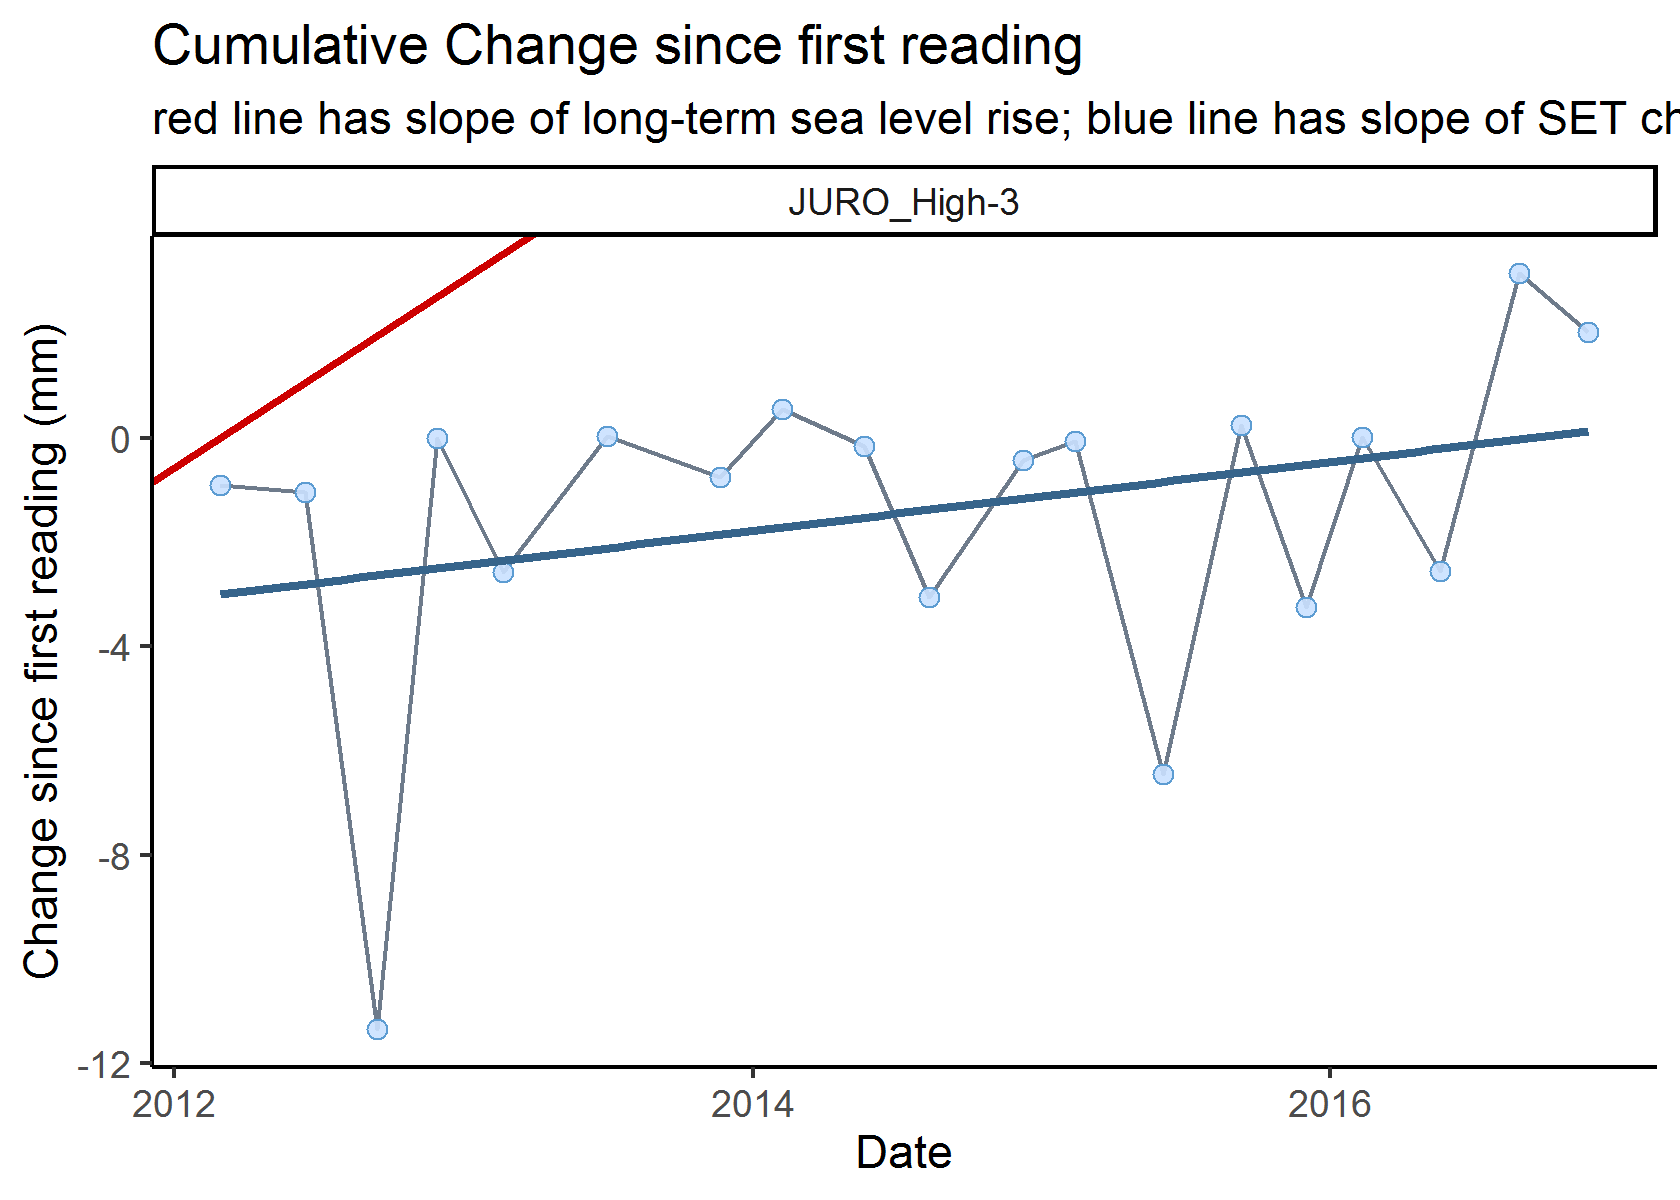 Cumulative Change since first reading
red line has slope of long-term sea level rise; blue line has slope of SET ch
JURO_High-3
Change since first reading (mm)
0
-4
-8
-12
2012
2014
2016
Date